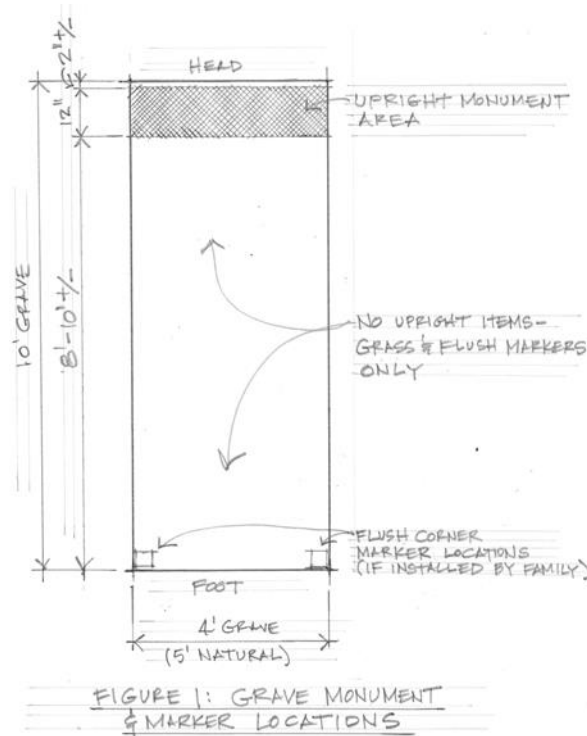 HEAD
2"+/-
12"
UPRIGHT MONUMENT
AREA
10' GRAVE
8'-10"+/-
NO UPRIGHT ITEMS-
GRASS & FLUSH MARKERS
ONLY
FLUSH CORNER
MARKER LOCATIONS
(IF INSTALLED BY FAMILY)
FOOT
4' GRAVE
(5' NATURAL)
FIGURE 1: GRAVE MONUMENT
& MARKER LOCATIONS